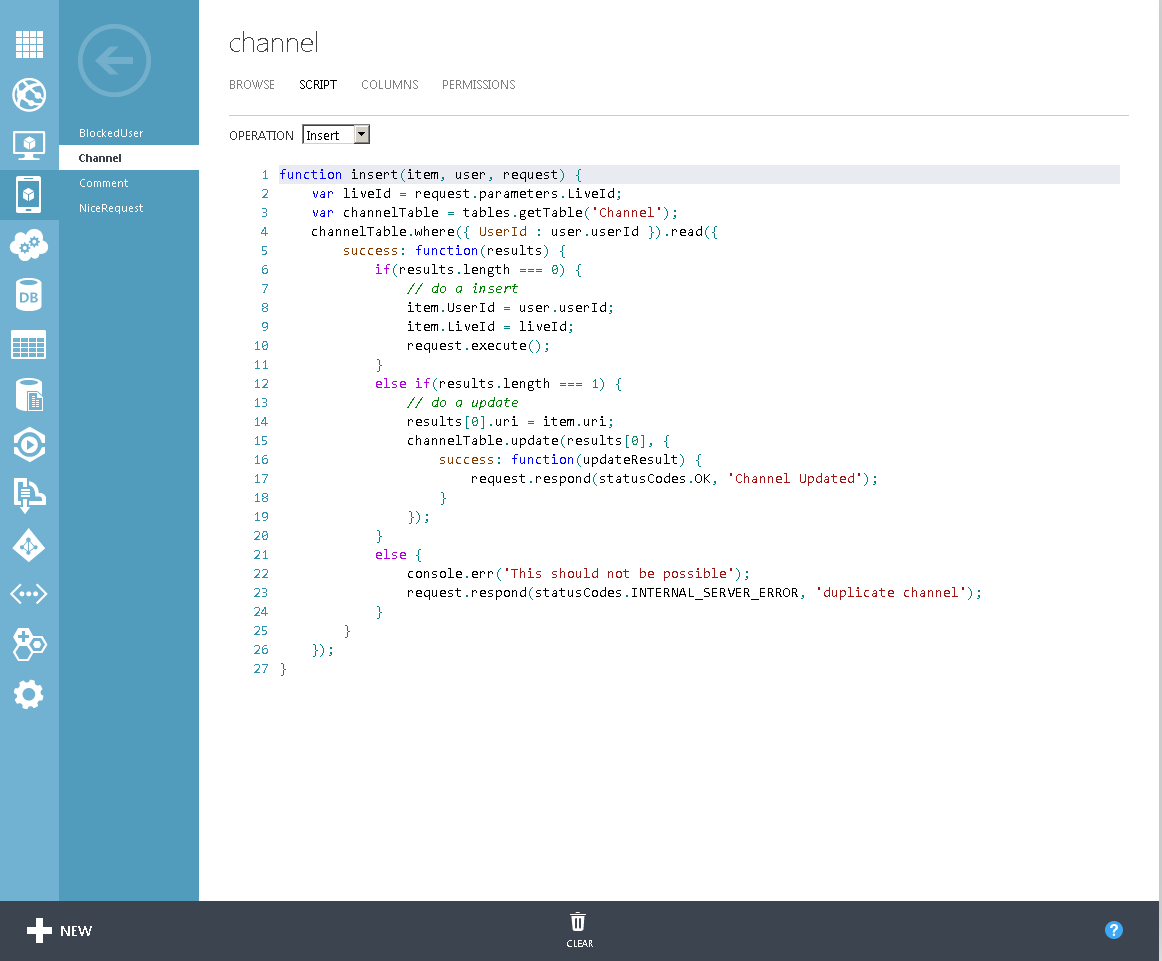 channel
BROWSE SCRIPT COLUMNS PERMISSIONS
OPERATION Insert
BlockedUser
Channel
Comment
NiceRequest
DB
1 function insert(item, user, request) {
2     var liveId = request.parameters.LiveId;
3     var channelTable = tables.getTable('Channel');
4     channelTable.where({ UserId : user.userId }).read({
5         success: function(results) {
6             if(results.length === 0) {
7                 // do a insert
8                 item.UserId = user.userId;
9                 item.LiveId = liveId;
10                 request.execute();
11             }
12             else if(results.length === 1) {
13                 // do a update
14                 results[0].uri = item.uri;
15                 channelTable.update(results[0], {
16                     success: function(updateResult) {
17                         request.respond(statusCodes.OK, 'Channel Updated');
18                     }
19                 });
20             }
21             else {
22                 console.err('This should not be possible');
23                 request.respond(statusCodes.INTERNAL_SERVER_ERROR, 'duplicate channel');
24             }
25         }
26     });
27 }
NEW
CLEAR
?